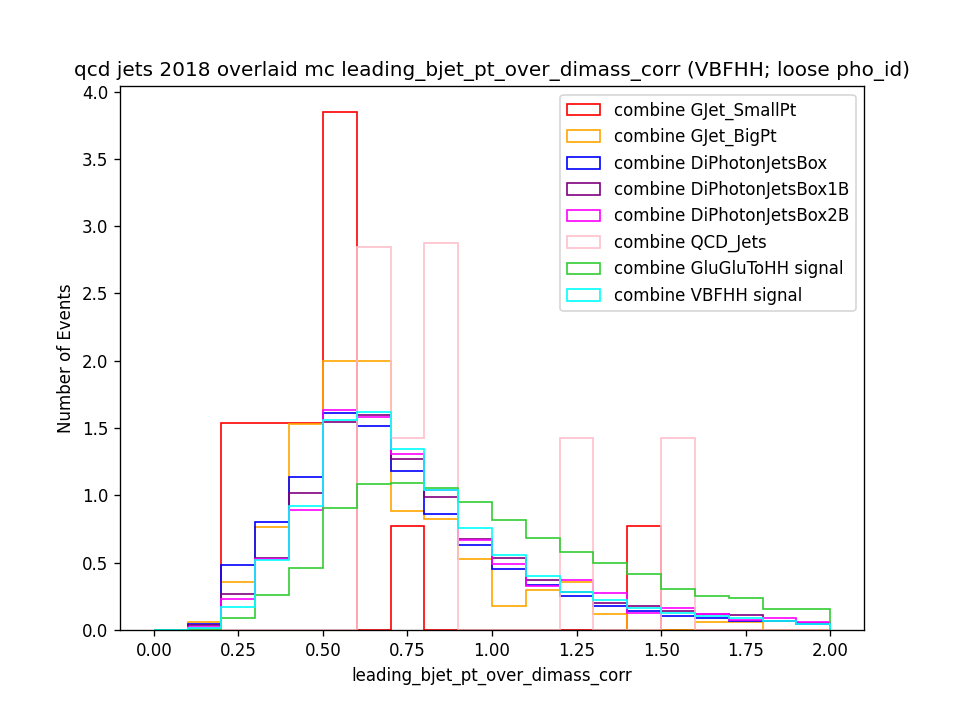 qcd jets 2018 overlaid mc leading_bjet_pt_over_dimass_corr (VBFHH; loose pho_id)
4.0
3.5
3.0
2.5
2.0
1.5
1.0
0.5
0.0
Number of Events
combine GJet_SmallPt
combine GJet_BigPt
combine DiPhotonJetsBox
combine DiPhotonJetsBox1B
combine DiPhotonJetsBox2B
combine QCD_Jets
combine GluGluToHH signal
combine VBFHH signal
0.00 0.25 0.50 0.75 1.00 1.25 1.50 1.75 2.00
leading_bjet_pt_over_dimass_corr